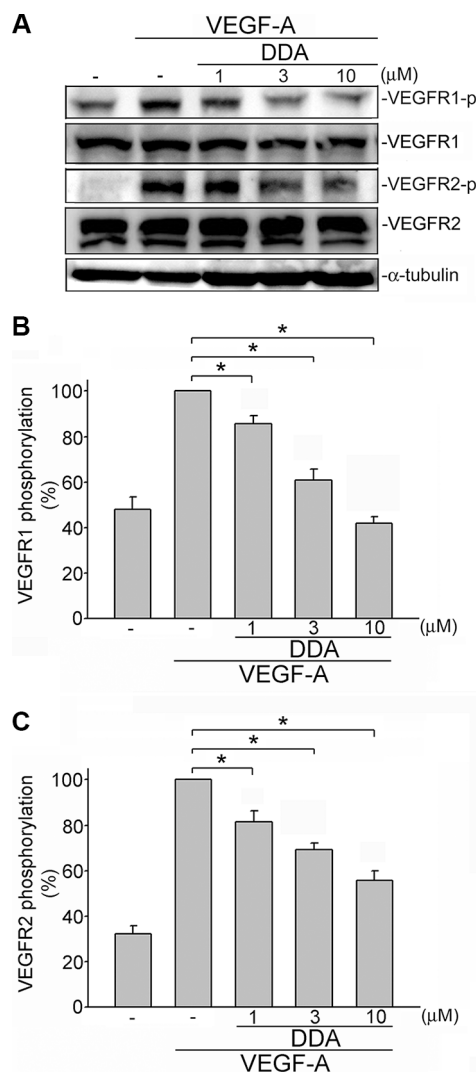 A
VEGF-A
DDA
- - 1 3 10 (μM)
-VEGFR1-p
-VEGFR1
-VEGFR2-p
-VEGFR2
-α-tubulin
B
*
*
*
VEGFR1 phosphorylation
(%)
100
80
60
40
20
0
- - 1 3 10 (μM)
DDA
VEGF-A
C
*
*
*
VEGFR2 phosphorylation
(%)
100
80
60
40
20
0
- - 1 3 10 (μM)
DDA
VEGF-A